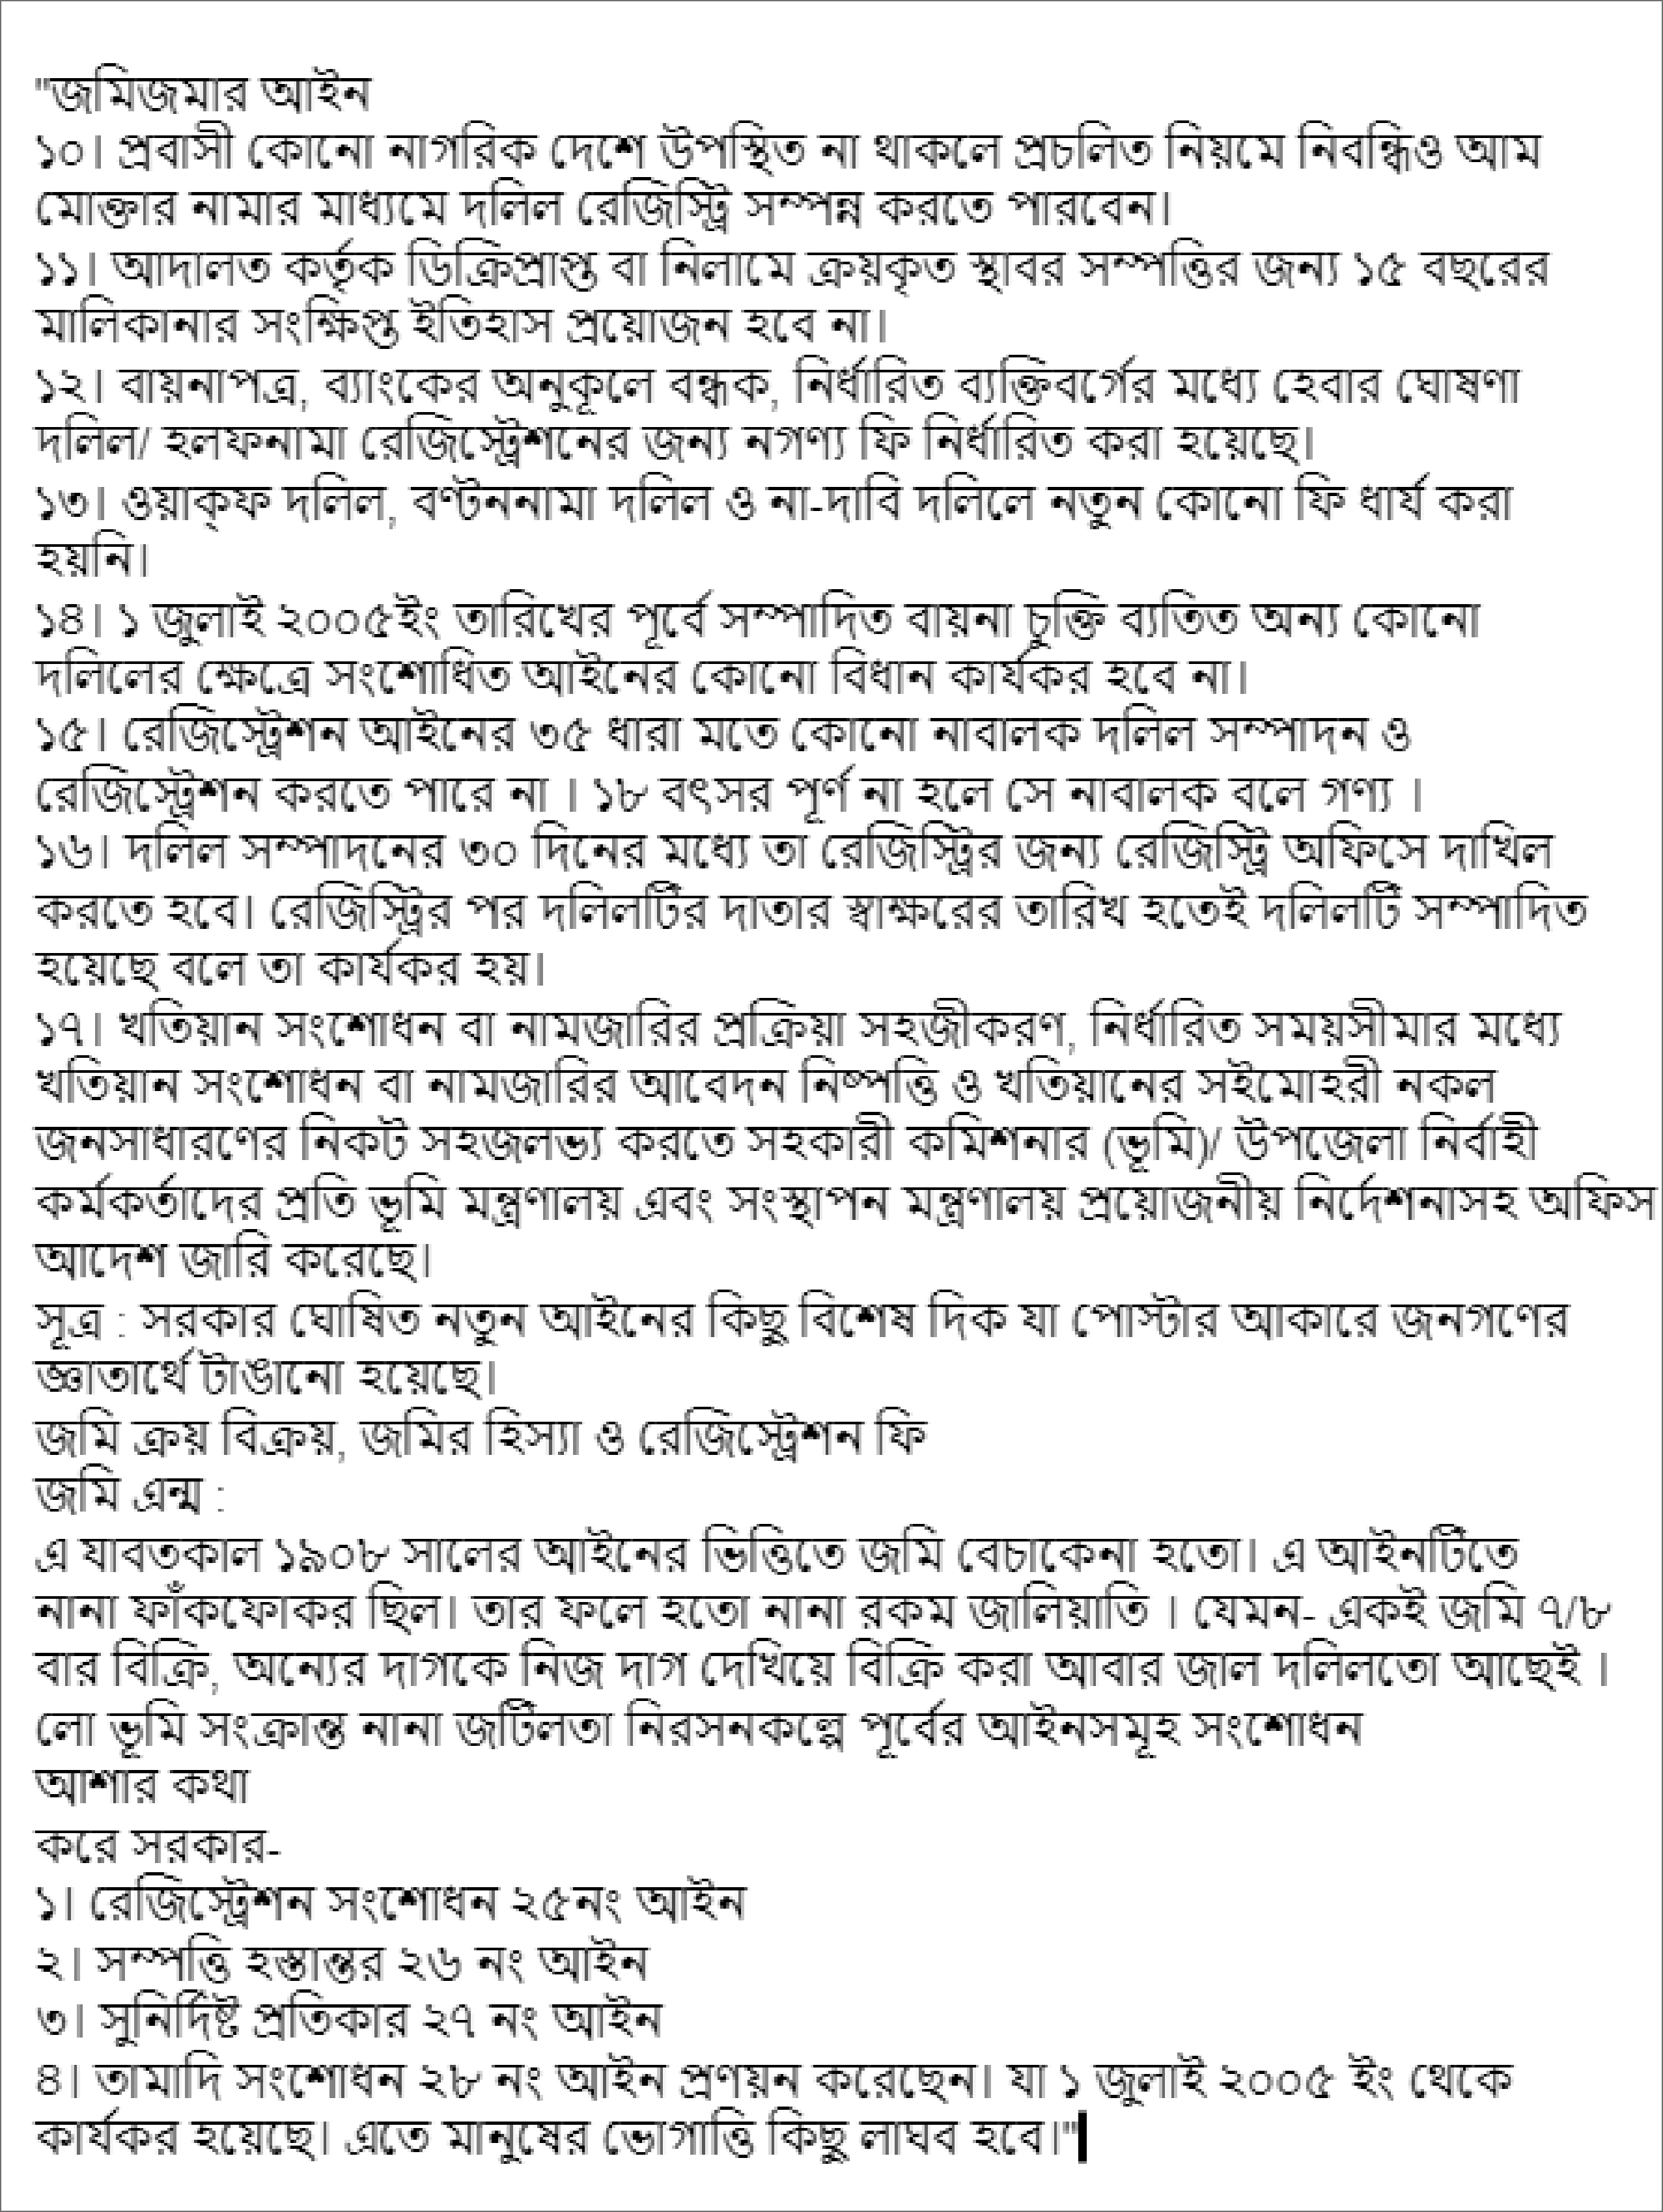 "জমিজমার আইন
১০। প্রবাসী কোনো নাগরিক দেশে উপস্থিত না থাকলে প্রচলিত নিয়মে নিবন্ধিও আম
মোক্তার নামার মাধ্যমে দলিল রেজিস্ট্রি সম্পন্ন করতে পারবেন।
১১। আদালত কর্তৃক ডিক্রিপ্রাপ্ত বা নিলামে ক্রয়কৃত স্থাবর সম্পত্তির জন্য ১৫ বছরের
মালিকানার সংক্ষিপ্ত ইতিহাস প্রয়োজন হবে না।
১২। বায়নাপত্র, ব্যাংকের অনুকূলে বন্ধক, নির্ধারিত ব্যক্তিবর্গের মধ্যে হেবার ঘোষণা
দলিল/ হলফনামা রেজিস্ট্রেশনের জন্য নগণ্য ফি নির্ধারিত করা হয়েছে।
১৩। ওয়াক্‌ফ দলিল, বণ্টননামা দলিল ও না-দাবি দলিলে নতুন কোনো ফি ধার্য করা
হয়নি।
১৪। ১ জুলাই ২০০৫ইং তারিখের পূর্বে সম্পাদিত বায়না চুক্তি ব্যতিত অন্য কোনো
দলিলের ক্ষেত্রে সংশোধিত আইনের কোনো বিধান কার্যকর হবে না।
১৫। রেজিস্ট্রেশন আইনের ৩৫ ধারা মতে কোনো নাবালক দলিল সম্পাদন ও
রেজিস্ট্রেশন করতে পারে না । ১৮ বৎসর পূর্ণ না হলে সে নাবালক বলে গণ্য ।
১৬। দলিল সম্পাদনের ৩০ দিনের মধ্যে তা রেজিস্ট্রির জন্য রেজিস্ট্রি অফিসে দাখিল
করতে হবে। রেজিস্ট্রির পর দলিলটির দাতার স্বাক্ষরের তারিখ হতেই দলিলটি সম্পাদিত
হয়েছে বলে তা কার্যকর হয়।
১৭। খতিয়ান সংশোধন বা নামজারির প্রক্রিয়া সহজীকরণ, নির্ধারিত সময়সীমার মধ্যে
খতিয়ান সংশোধন বা নামজারির আবেদন নিষ্পত্তি ও খতিয়ানের সইমোহরী নকল
জনসাধারণের নিকট সহজলভ্য করতে সহকারী কমিশনার (ভূমি)/ উপজেলা নির্বাহী
কর্মকর্তাদের প্রতি ভূমি মন্ত্রণালয় এবং সংস্থাপন মন্ত্রণালয় প্রয়োজনীয় নির্দেশনাসহ অফিস
আদেশ জারি করেছে।
সূত্র : সরকার ঘোষিত নতুন আইনের কিছু বিশেষ দিক যা পোস্টার আকারে জনগণের
জ্ঞাতার্থে টাঙানো হয়েছে।
জমি ক্রয় বিক্রয়, জমির হিস্যা ও রেজিস্ট্রেশন ফি
জমি এন্ম :
এ যাবতকাল ১৯০৮ সালের আইনের ভিত্তিতে জমি বেচাকেনা হতো। এ আইনটিতে
নানা ফাঁকফোকর ছিল। তার ফলে হতো নানা রকম জালিয়াতি । যেমন- একই জমি ৭/৮
বার বিক্রি, অন্যের দাগকে নিজ দাগ দেখিয়ে বিক্রি করা আবার জাল দলিলতো আছেই ।
লো ভূমি সংক্রান্ত নানা জটিলতা নিরসনকল্পে পূর্বের আইনসমূহ সংশোধন
আশার কথা
করে সরকার-
১। রেজিস্ট্রেশন সংশোধন ২৫নং আইন
২। সম্পত্তি হস্তান্তর ২৬ নং আইন
৩। সুনির্দিষ্ট প্রতিকার ২৭ নং আইন
৪। তামাদি সংশোধন ২৮ নং আইন প্রণয়ন করেছেন। যা ১ জুলাই ২০০৫ ইং থেকে
কার্যকর হয়েছে। এতে মানুষের ভোগাত্তি কিছু লাঘব হবে।"